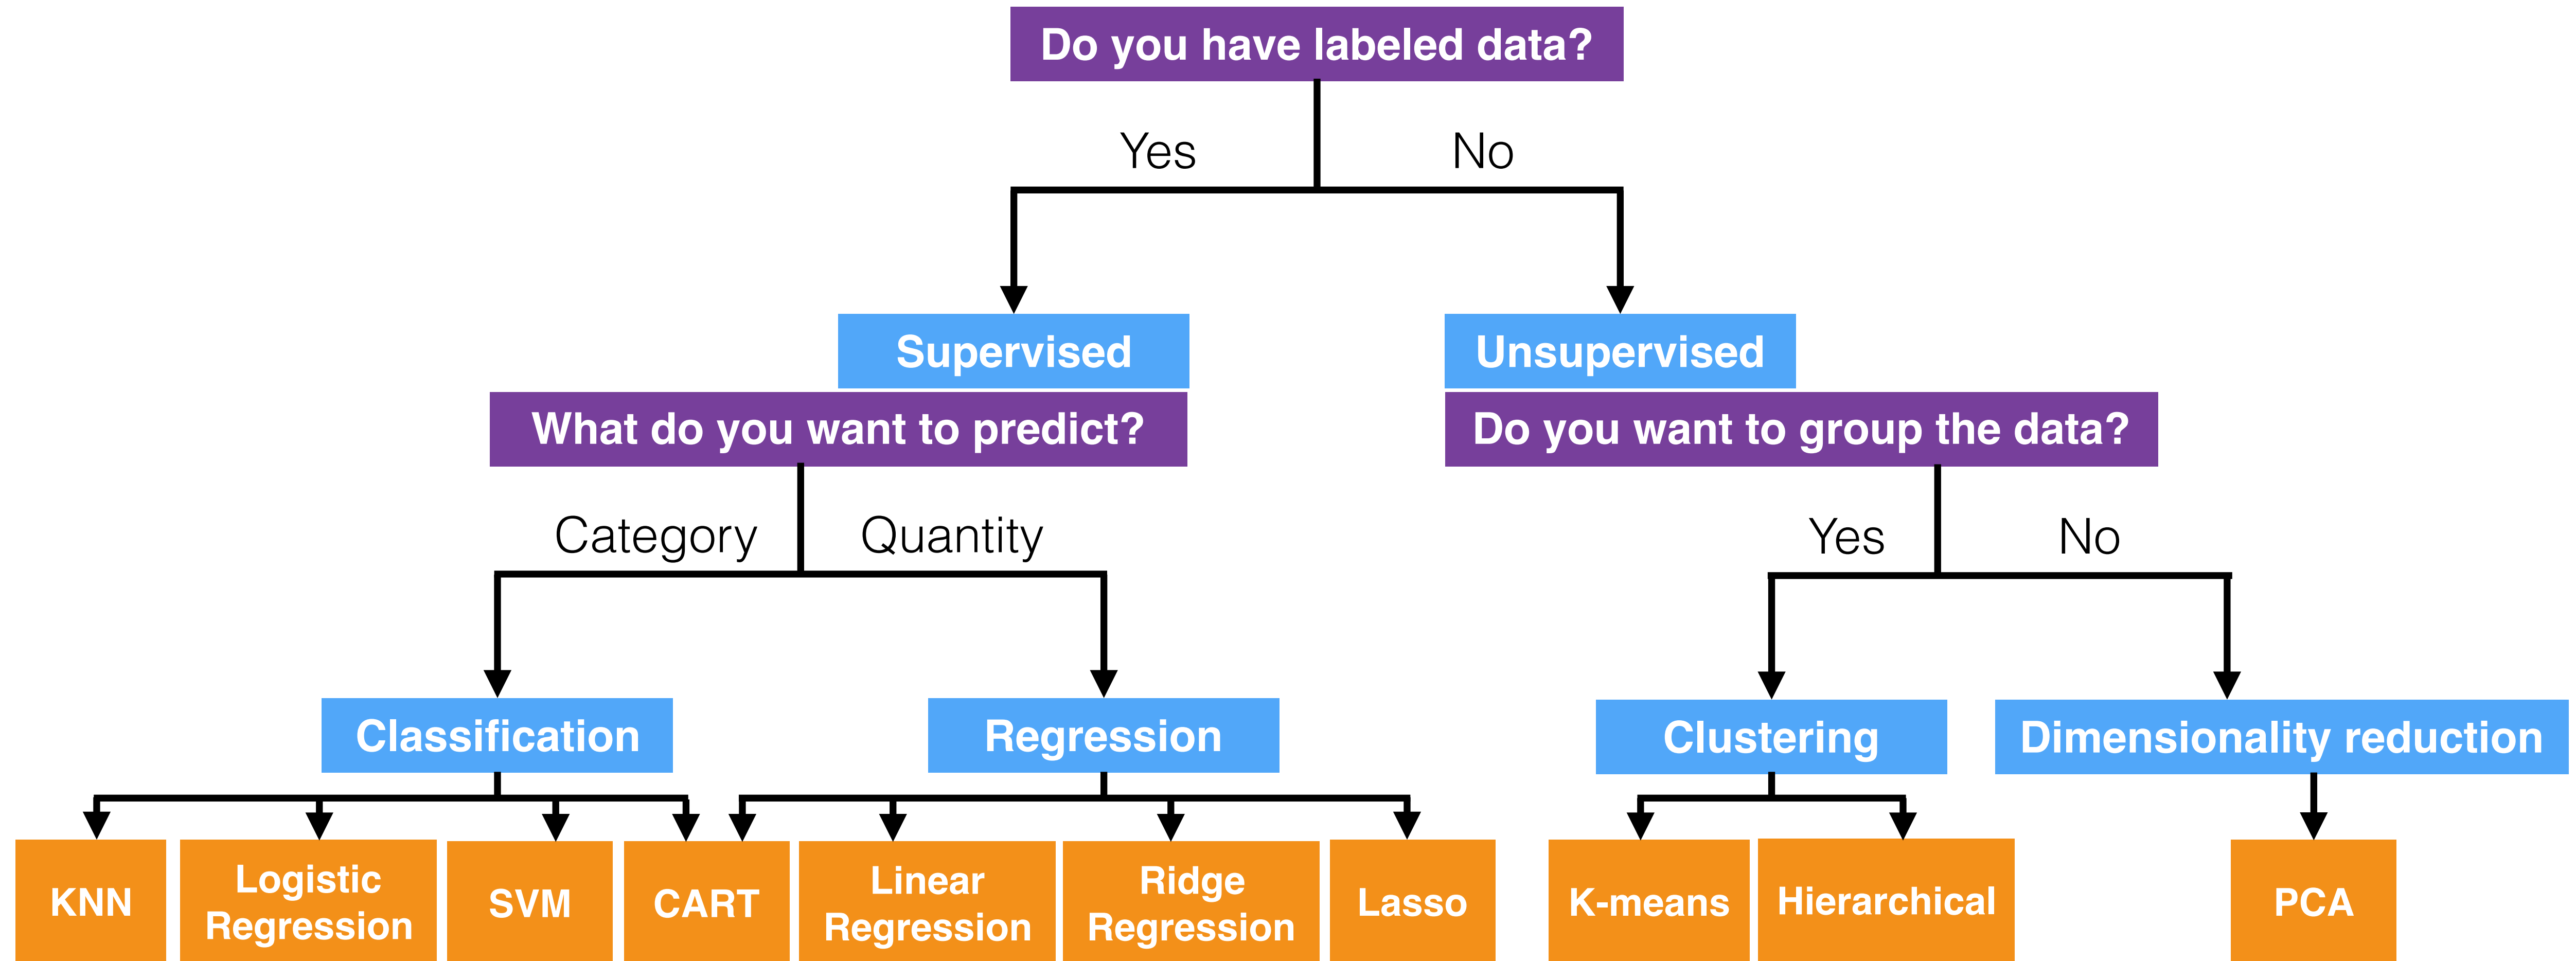 Do you have labeled data?
Yes
No
Supervised
Unsupervised
What do you want to predict?
Do you want to group the data?
Category
Quantity
Yes
No
Classification
Regression
Clustering
Dimensionality reduction
KNN
Logistic
Regression
SVM
CART
Linear
Regression
Ridge
Regression
Lasso
K-means
Hierarchical
PCA